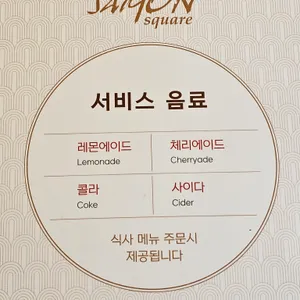 SAIGON
square
서비스 음료
레몬에이드
Lemonade
체리에이드
Cherryade
콜라
Coke
사이다
Cider
식사 메뉴 주문시
제공됩니다